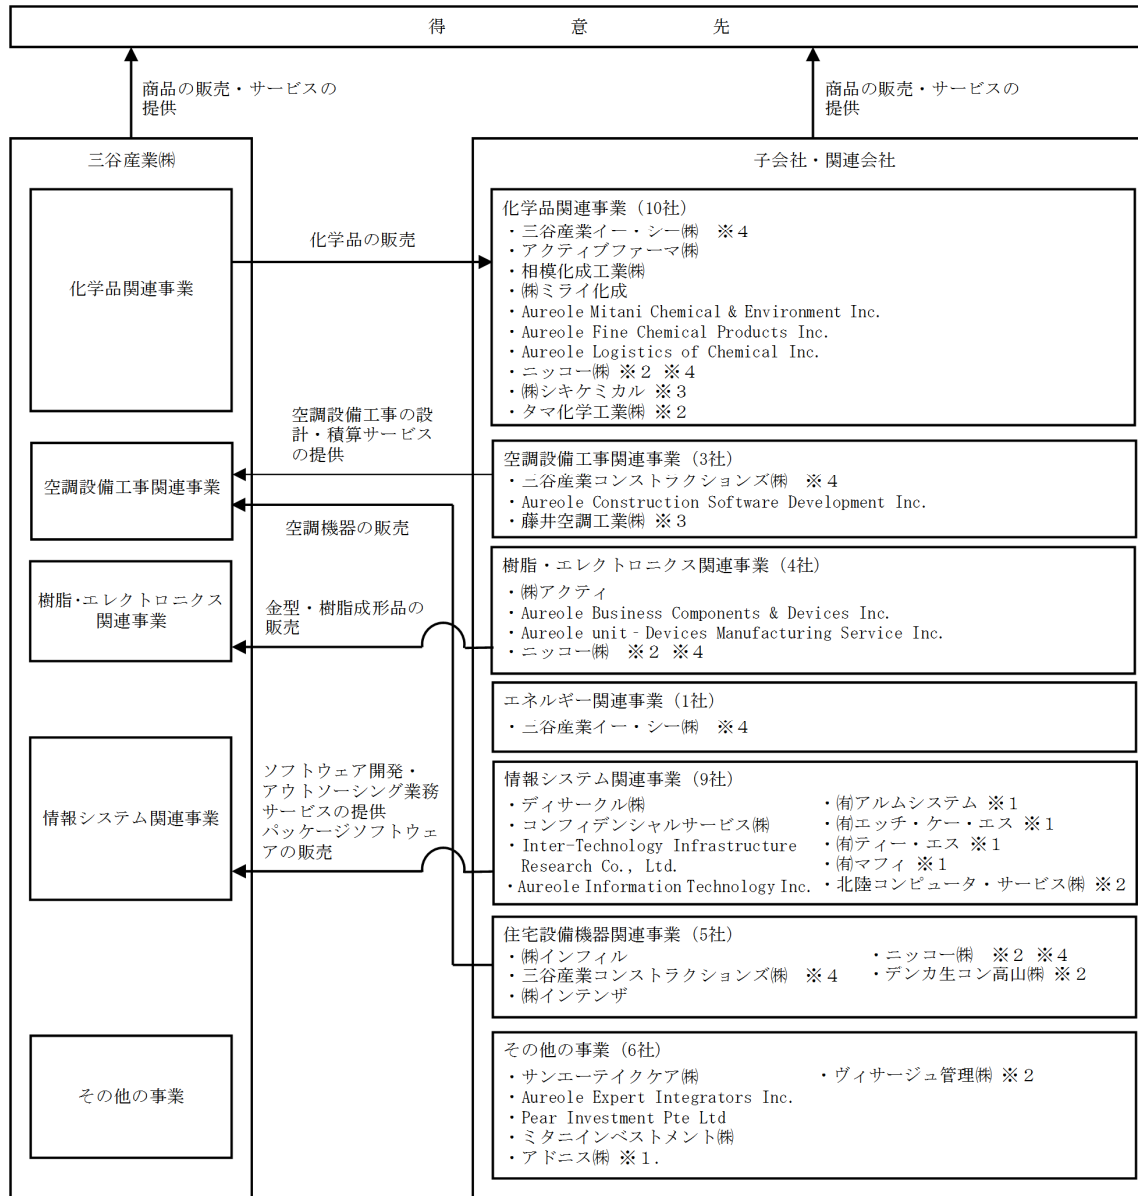 得意先
商品の販売・サービスの
提供
商品の販売・サービスの
提供
三谷産業㈱
子会社・関連会社
化学品関連事業
化学品の販売
化学品関連事業（10社）
・三谷産業イー・シー㈱　※４
・アクティブファーマ㈱
・相模化成工業㈱
・㈱ミライ化成
・Aureole Mitani Chemical & Environment Inc.
・Aureole Fine Chemical Products Inc.
・Aureole Logistics of Chemical Inc.
・ニッコー㈱ ※２ ※４
・㈱シキケミカル ※３
・タマ化学工業㈱ ※２
空調設備工事の設
計・積算サービス
の提供
空調設備工事関連事業
空調機器の販売
空調設備工事関連事業（3社）
・三谷産業コンストラクションズ㈱　※４
・Aureole Construction Software Development Inc.
・藤井空調工業㈱ ※３
樹脂・エレクトロニクス
関連事業
金型・樹脂成形品の
販売
樹脂・エレクトロニクス関連事業（4社）
・㈱アクティ
・Aureole Business Components & Devices Inc.
・Aureole unit‐Devices Manufacturing Service Inc.
・ニッコー㈱　※２ ※４
エネルギー関連事業（1社）
・三谷産業イー・シー㈱　※４
情報システム関連事業
ソフトウェア開発・
アウトソーシング業務
サービスの提供
パッケージソフトウェ
アの販売
情報システム関連事業（9社）
・ディサークル㈱
・コンフィデンシャルサービス㈱
・Inter-Technology Infrastructure
Research Co., Ltd.
・Aureole Information Technology Inc.
・㈲アルムシステム ※１
・㈲エッチ・ケー・エス ※１
・㈲ティー・エス ※１
・㈲マフィ ※１
・北陸コンピュータ・サービス㈱ ※２
住宅設備機器関連事業（5社）
・㈱インフィル
・三谷産業コンストラクションズ㈱　※４
・㈱インテンザ
・ニッコー㈱　※２ ※４
・デンカ生コン高山㈱ ※２
その他の事業
その他の事業（6社）
・サンエーテイクケア㈱
・Aureole Expert Integrators Inc.
・Pear Investment Pte Ltd
・ミタニインベストメント㈱
・アドニス㈱ ※１.
・ヴィサージュ管理㈱ ※２